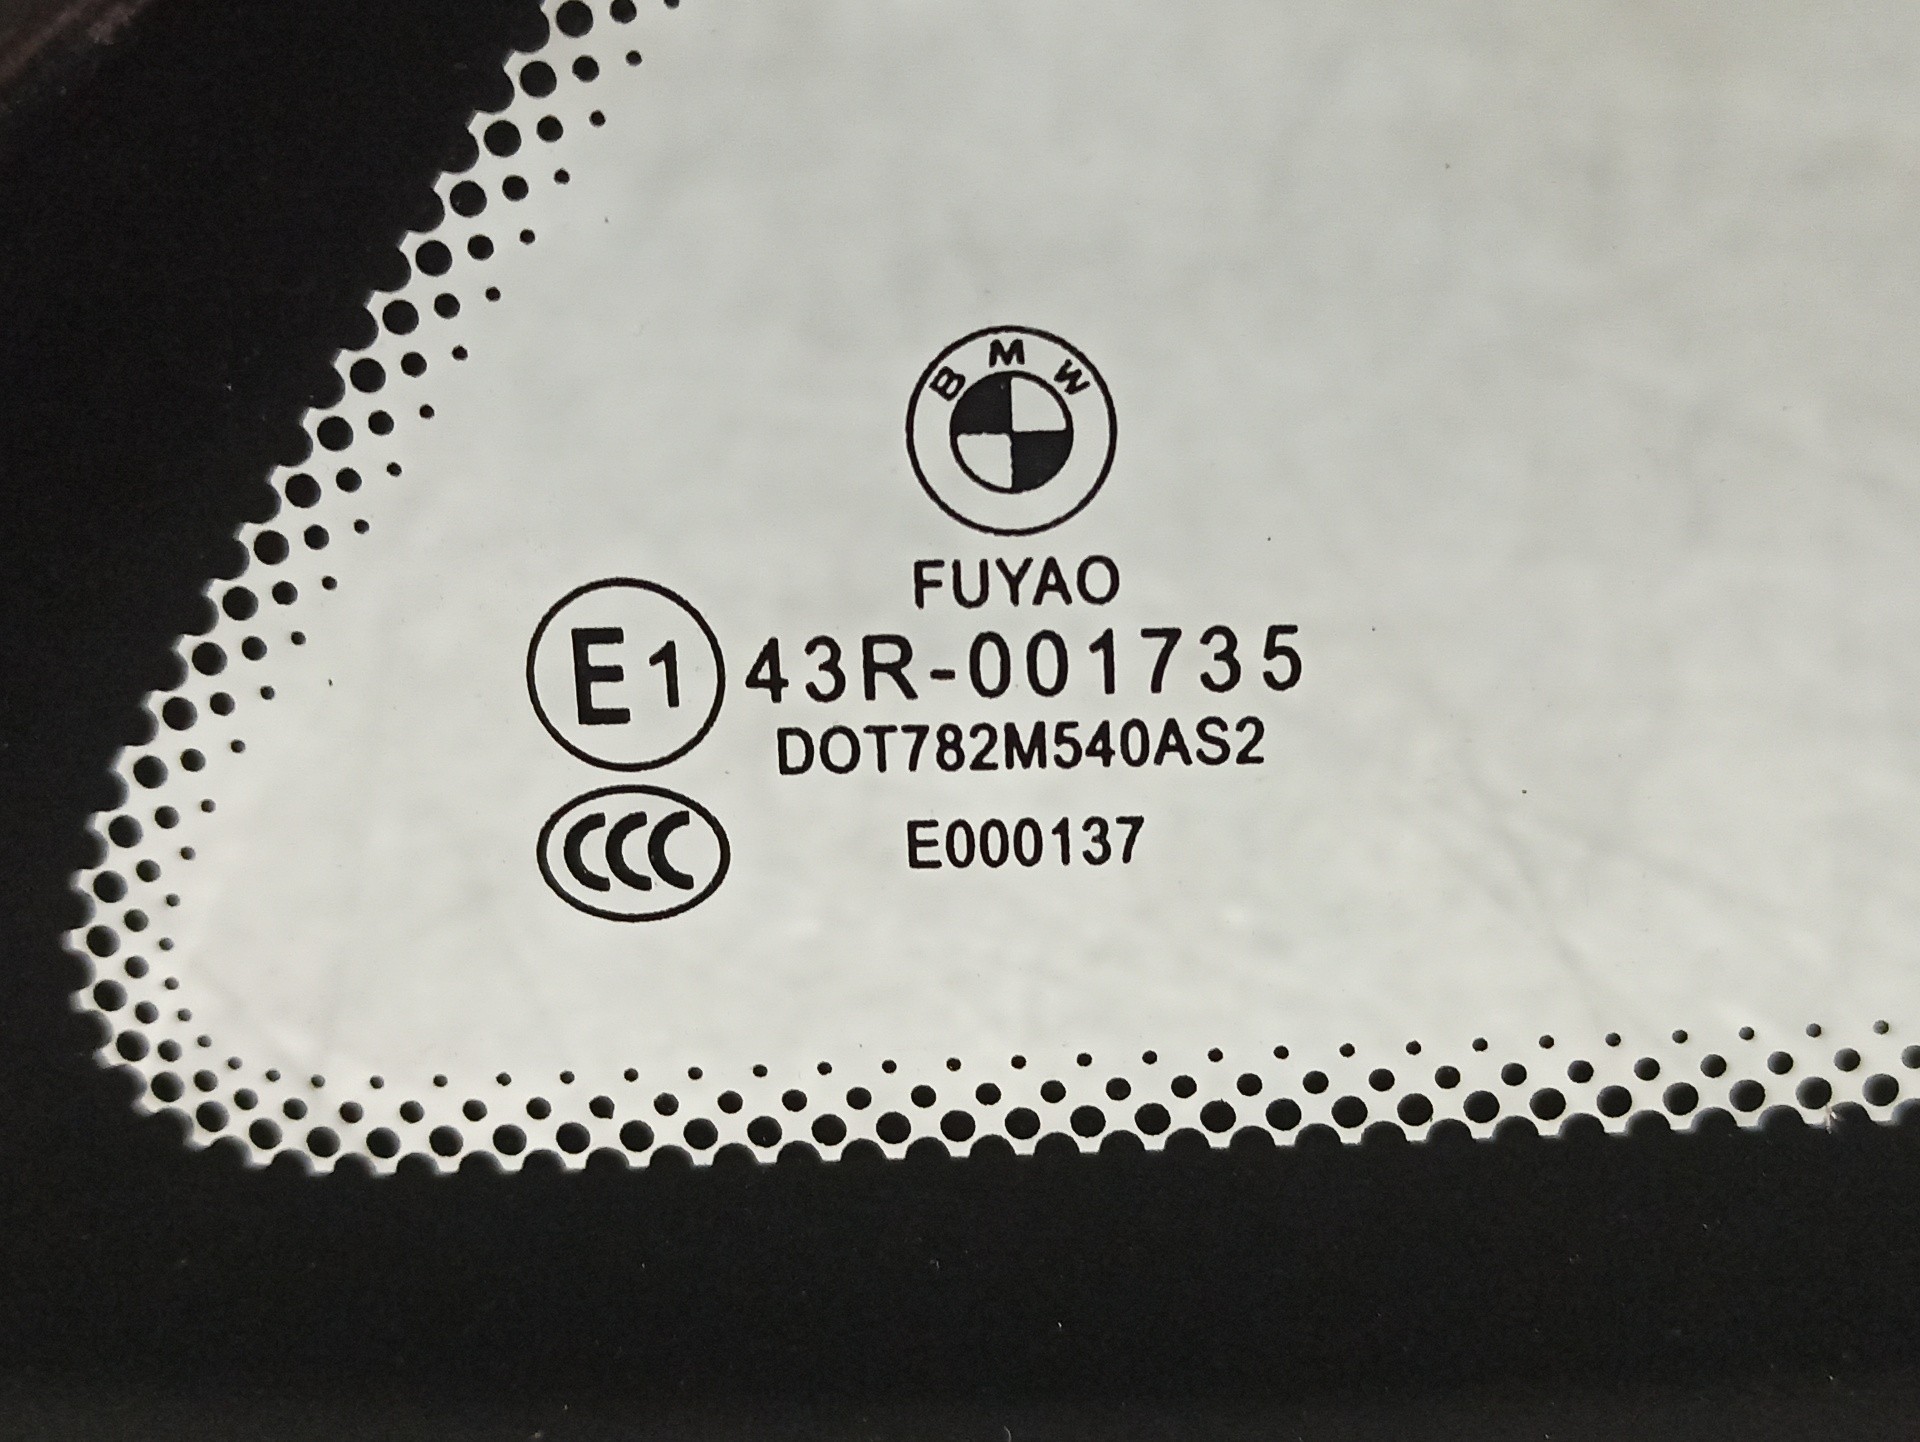 BMW
FUYAO
E1 43R-001735
DOT782M540AS2
CCC E000137